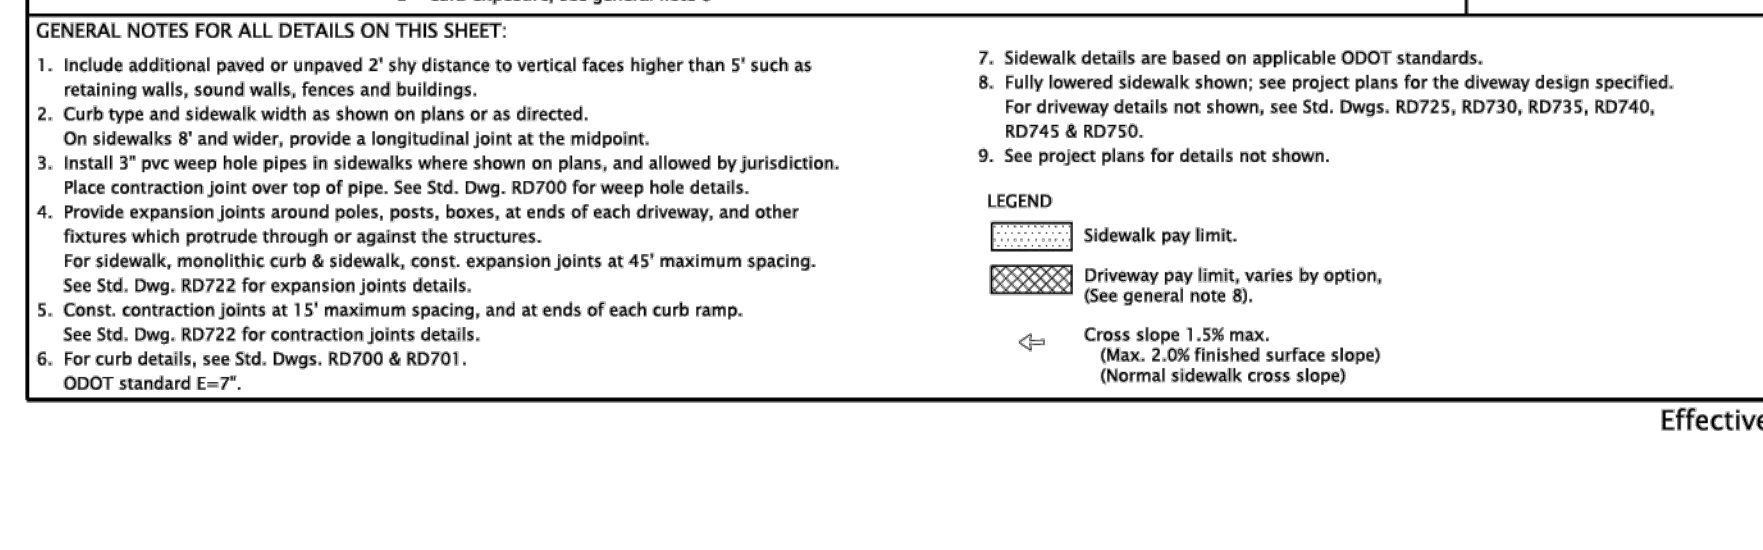 GENERAL NOTES FOR ALL DETAILS ON THIS SHEET:
1. Include additional paved or unpaved 2' shy distance to vertical faces higher than 5' such as
retaining walls, sound walls, fences and buildings.
2. Curb type and sidewalk width as shown on plans or as directed.
On sidewalks 8' and wider, provide a longitudinal joint at the midpoint.
3. Install 3" pvc weep hole pipes in sidewalks where shown on plans, and allowed by jurisdiction.
Place contraction joint over top of pipe. See Std. Dwg. RD700 for weep hole details.
4. Provide expansion joints around poles, posts, boxes, at ends of each driveway, and other
fixtures which protrude through or against the structures.
For sidewalk, monolithic curb & sidewalk, const. expansion joints at 45' maximum spacing.
See Std. Dwg. RD722 for expansion joints details.
5. Const. contraction joints at 15' maximum spacing, and at ends of each curb ramp.
See Std. Dwg. RD722 for contraction joints details.
6. For curb details, see Std. Dwgs. RD700 & RD701.
ODOT standard E=7".
7. Sidewalk details are based on applicable ODOT standards.
8. Fully lowered sidewalk shown; see project plans for the diveway design specified.
For driveway details not shown, see Std. Dwgs. RD725, RD730, RD735, RD740,
RD745 & RD750.
9. See project plans for details not shown.
LEGEND
Sidewalk pay limit.
Driveway pay limit, varies by option,
(See general note 8).
Cross slope 1.5% max.
(Max. 2.0% finished surface slope)
(Normal sidewalk cross slope)
Effective